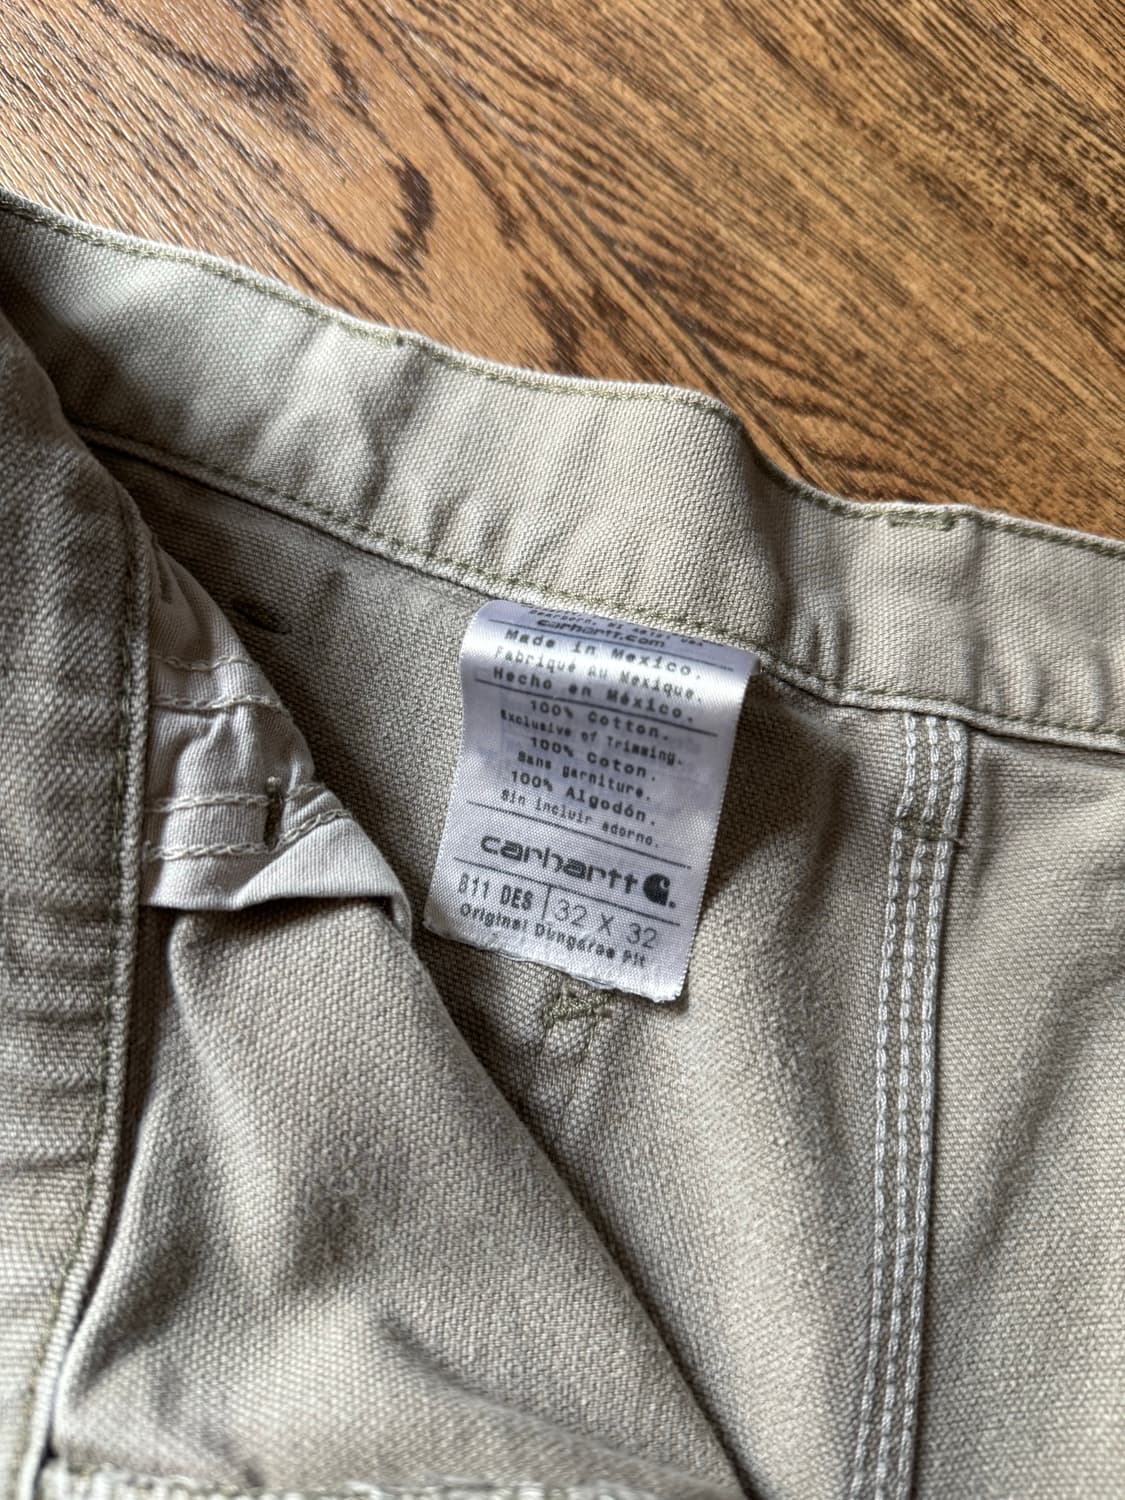 carhartt.com
Made in Mexico.
Fabriqué Au Mexique.
Hecho en México.
100% Cotton.
Exclusive of Trimming.
100% Coton.
Sans garniture.
100% Algodón.
Sin incluir adorno.
carhartt
B11 DES 32 X 32
Original Dungaree Fit